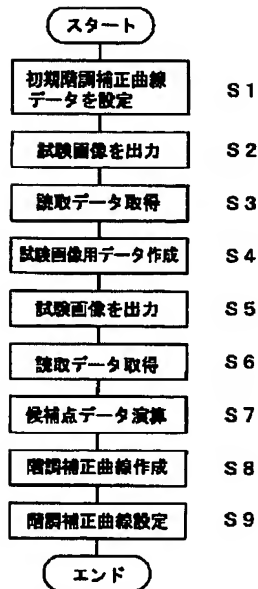 スタート
初期階調補正曲線 S1
データを設定
試験画像を出力 S2
読取データ取得 S3
試験画像用データ作成 S4
試験画像を出力 S5
読取データ取得 S6
候補点データ演算 S7
階調補正曲線作成 S8
階調補正曲線設定 S9
エンド